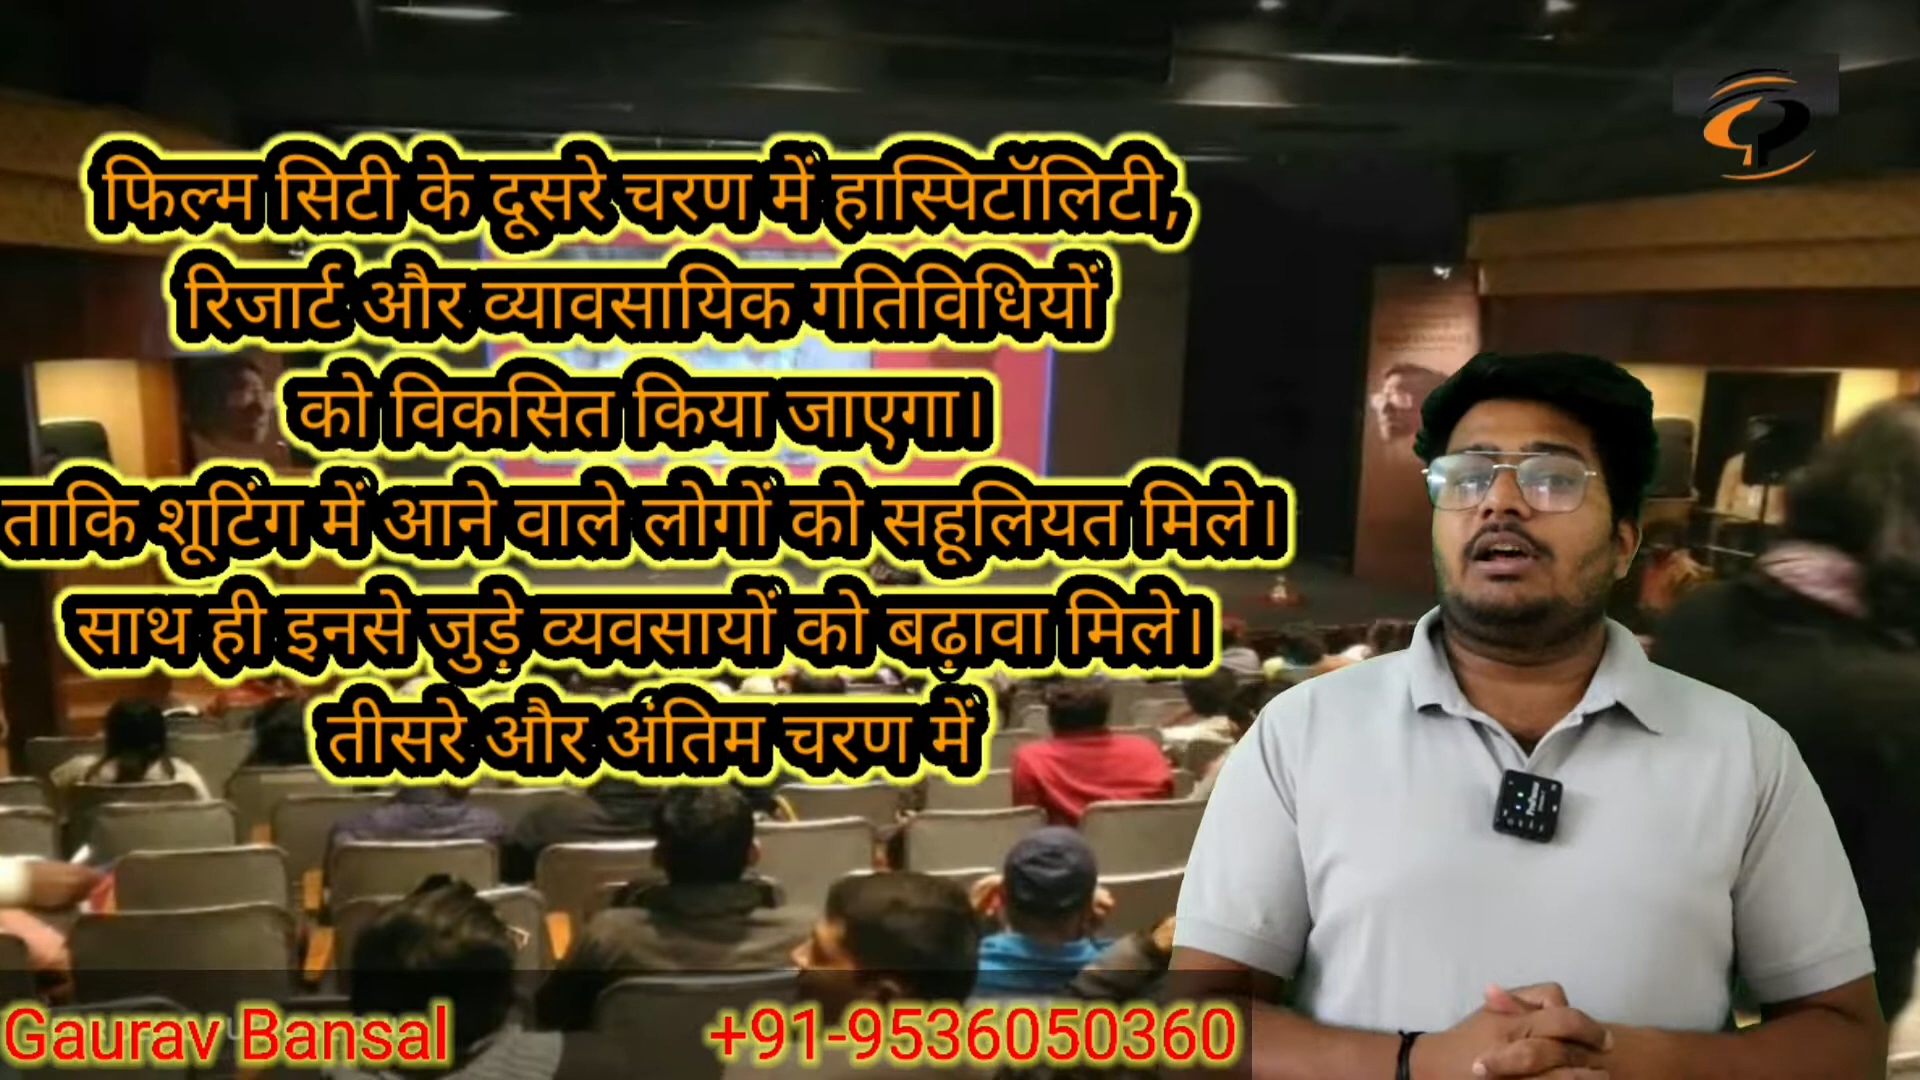 फिल्म सिटी के दूसरे चरण में हास्पिटॉलिटी,
रिजार्ट और व्यावसायिक गतिविधियों
को विकसित किया जाएगा।
ताकि शूटिंग में आने वाले लोगों को सहूलियत मिले।
साथ ही इनसे जुड़े व्यवसायों को बढ़ावा मिले।
तीसरे और अंतिम चरण में
Gaurav Bansal +91-9536050360